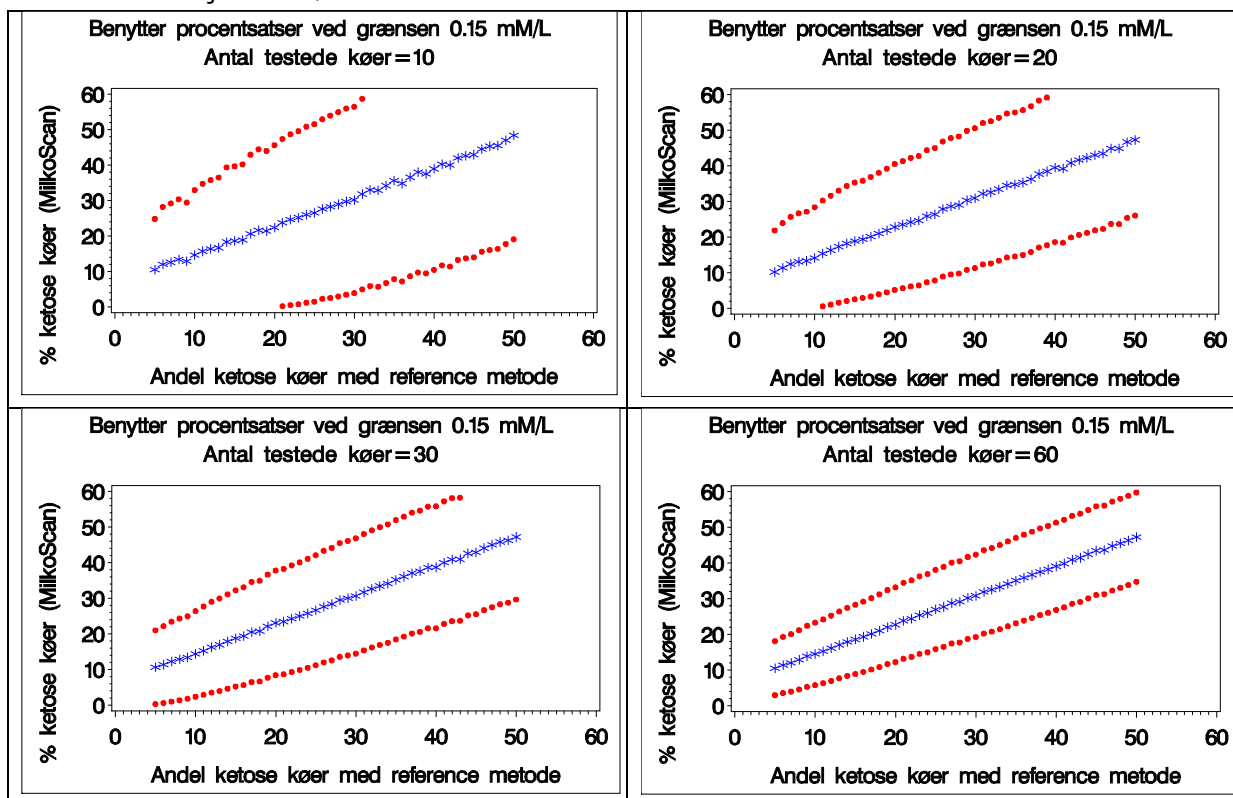 Benytter procentsatser ved grænsen 0.15 mM/L
Antal testede køer=10
60
50
40
30
20
10
0
% ketose køer (MilkoScan)
0 10 20 30 40 50 60
Andel ketose køer med reference metode
Benytter procentsatser ved grænsen 0.15 mM/L
Antal testede køer=20
60
50
40
30
20
10
0
% ketose køer (MilkoScan)
0 10 20 30 40 50 60
Andel ketose køer med reference metode
Benytter procentsatser ved grænsen 0.15 mM/L
Antal testede køer=30
60
50
40
30
20
10
0
% ketose køer (MilkoScan)
0 10 20 30 40 50 60
Andel ketose køer med reference metode
Benytter procentsatser ved grænsen 0.15 mM/L
Antal testede køer=60
60
50
40
30
20
10
0
% ketose køer (MilkoScan)
0 10 20 30 40 50 60
Andel ketose køer med reference metode